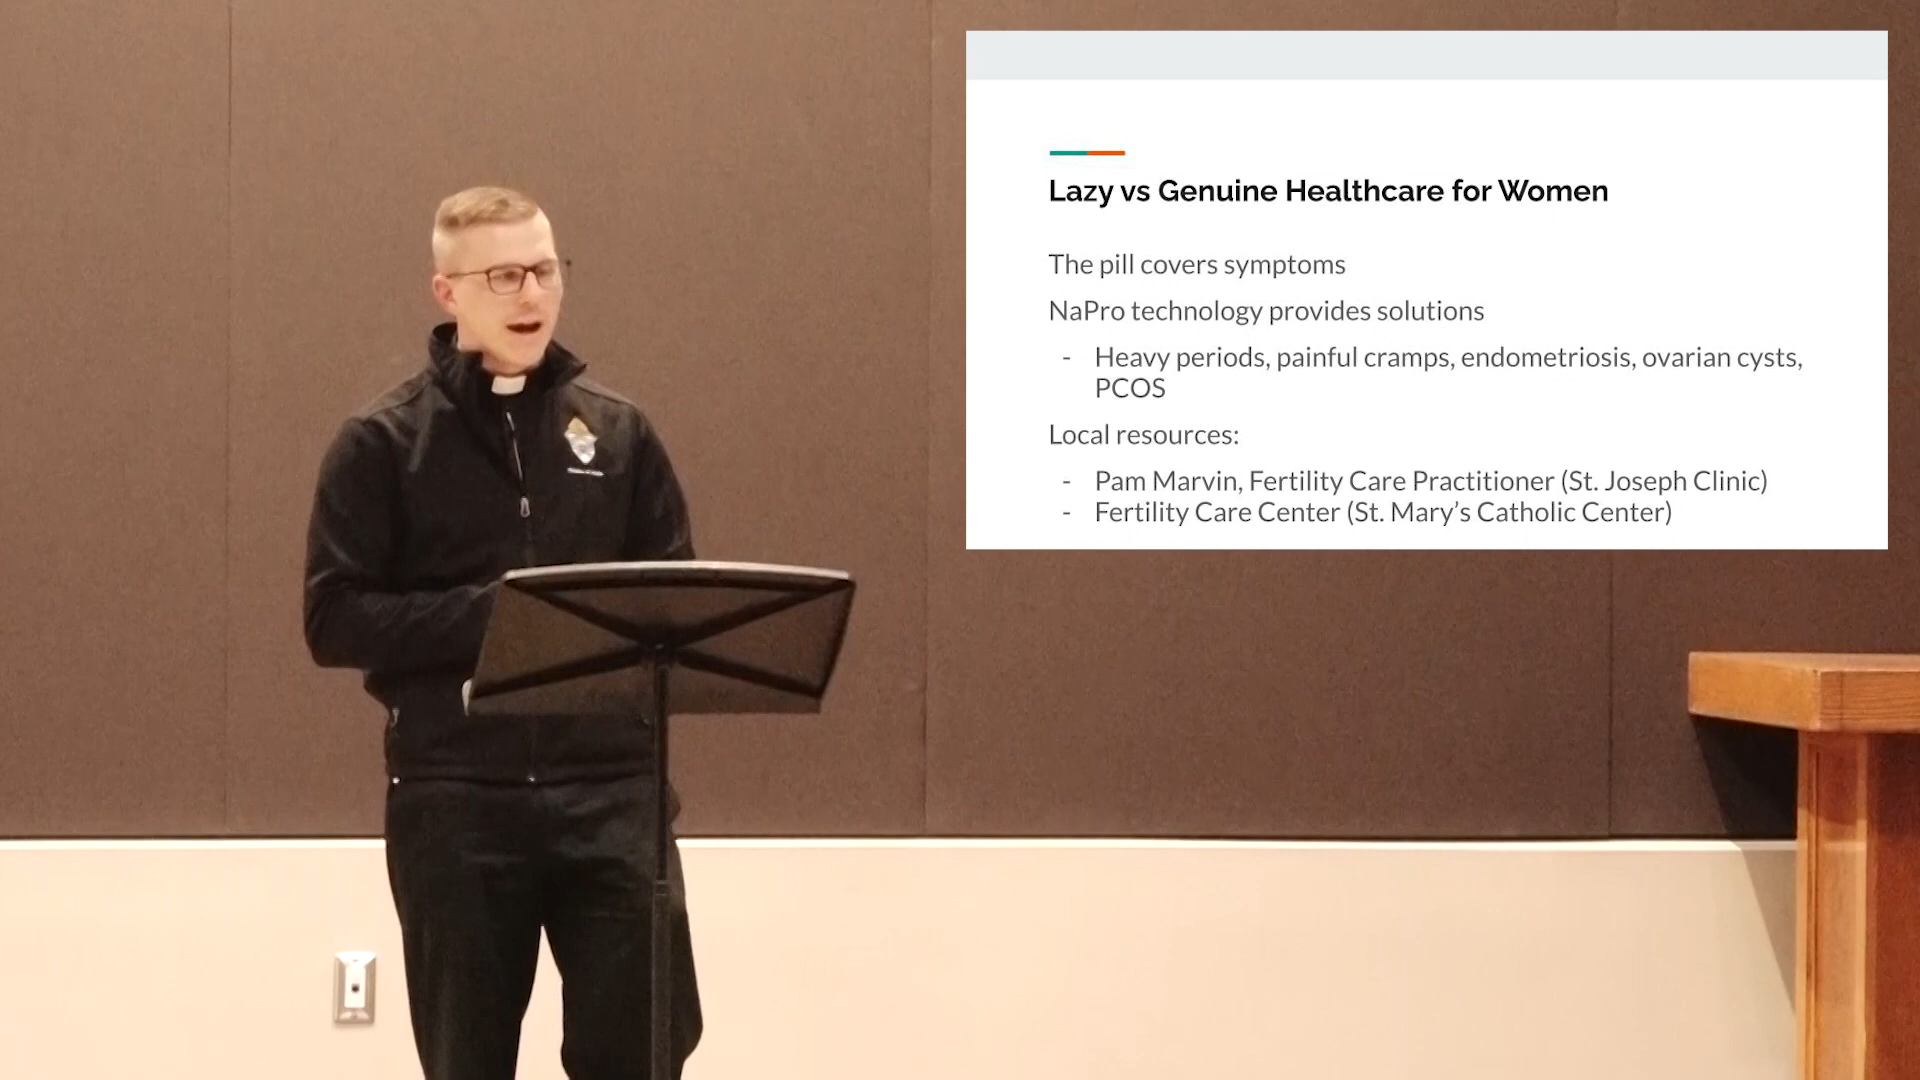 Lazy vs Genuine Healthcare for Women
The pill covers symptoms
NaPro technology provides solutions
- Heavy periods, painful cramps, endometriosis, ovarian cysts,
PCOS
Local resources:
- Pam Marvin, Fertility Care Practitioner (St. Joseph Clinic)
- Fertility Care Center (St. Mary's Catholic Center)